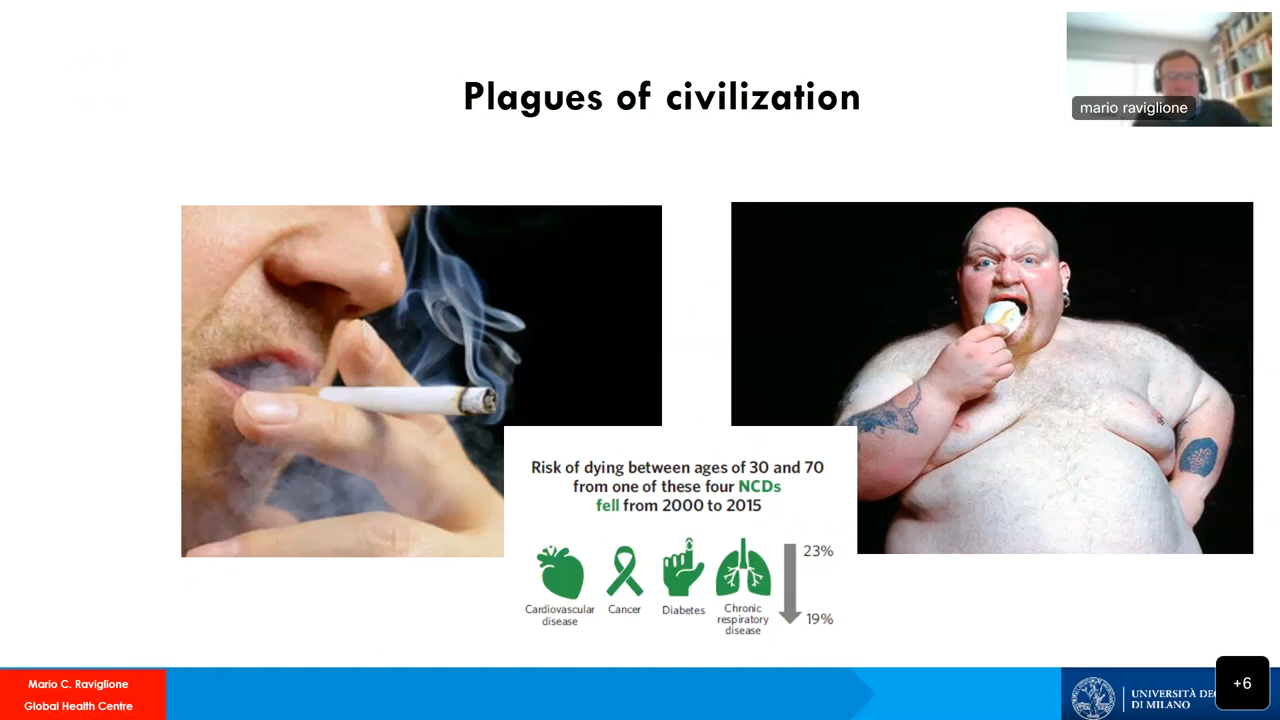 Plagues of civilization
mario raviglione
Risk of dying between ages of 30 and 70
from one of these four NCDs
fell from 2000 to 2015
23%
19%
Cardiovascular
disease
Cancer
Diabetes
Chronic
respiratory
disease
Mario C. Raviglione
Global Health Centre
UNIVERSITÀ DE
DI MILANO
+6